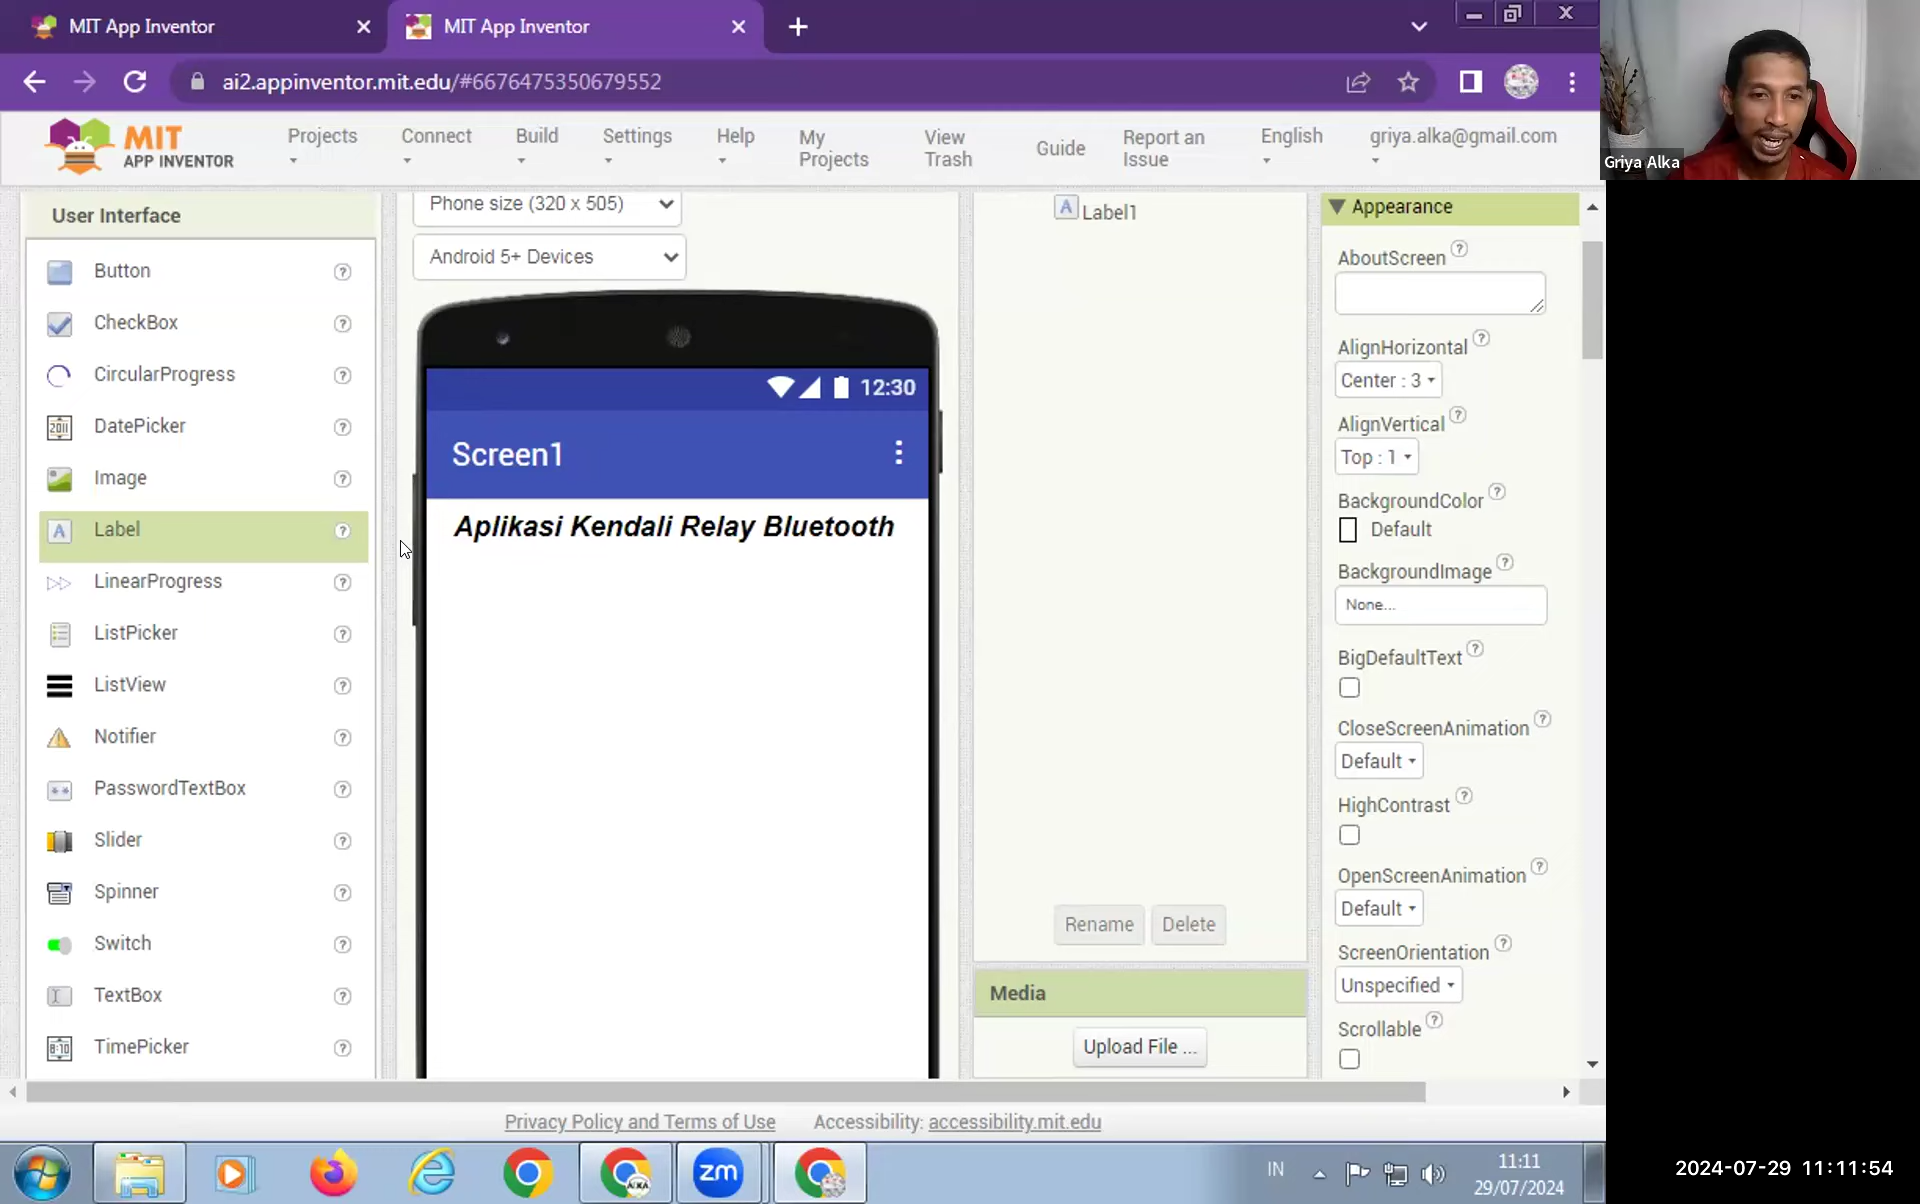 MIT App Inventor
MIT App Inventor
ai2.appinventor.mit.edu/#6676475350679552
Griya Alka
MIT
APP INVENTOR
Projects
Connect
Build
Settings
Help
My
Projects
View
Trash
Guide
Report an
Issue
English
griya.alka@gmail.com
User Interface
Button
CheckBox
CircularProgress
DatePicker
Image
Label
LinearProgress
ListPicker
ListView
Notifier
PasswordTextBox
Slider
Spinner
Switch
TextBox
TimePicker
Phone size (320 x 505)
Android 5+ Devices
12:30
Screen1
Aplikasi Kendali Relay Bluetooth
Label1
Rename
Delete
Media
Upload File ...
Appearance
AboutScreen
AlignHorizontal
Center : 3
AlignVertical
Top : 1
BackgroundColor
Default
BackgroundImage
None...
BigDefaultText
CloseScreenAnimation
Default
HighContrast
OpenScreenAnimation
Default
ScreenOrientation
Unspecified
Scrollable
Privacy Policy and Terms of Use
Accessibility: accessibility.mit.edu
zm
IN
11:11
29/07/2024
2024-07-29 11:11:54